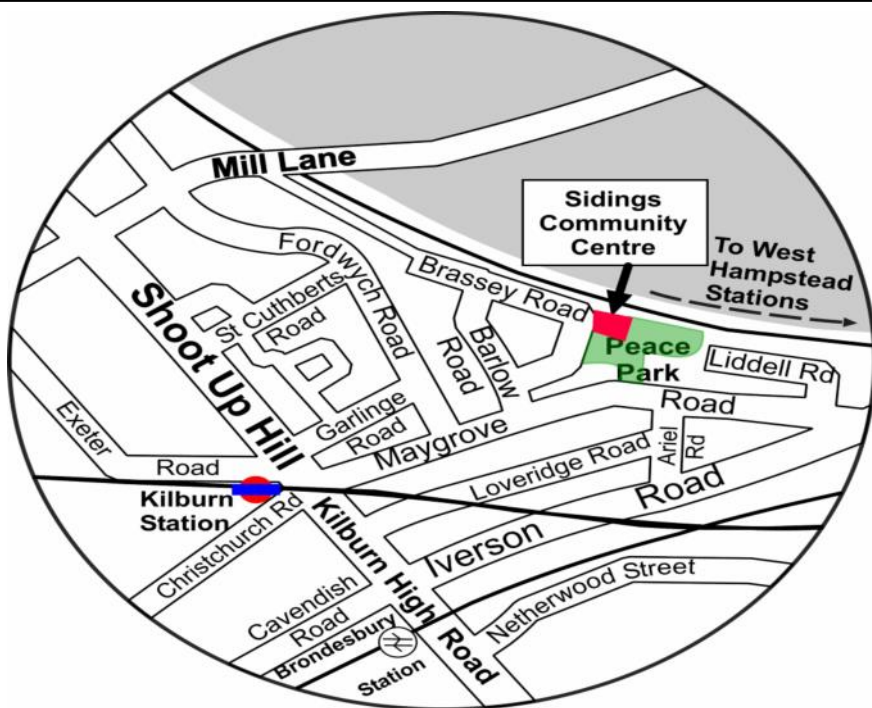 Mill Lane
Sidings
Community
Centre
To West
Hampstead
Stations
Fordwych Road
Brassey Road
St Cuthberts
Road
Shoot Up Hill
Barlow
Road
Peace
Park
Liddell Rd
Garlinge
Road
Maygrove
Road
Exeter
Road
Loveridge Road
Ariel
Rd
Kilburn
Station
Christchurch Rd
Kilburn High Road
Iverson
Road
Netherwood Street
Cavendish
Road
Brondesbury
Station